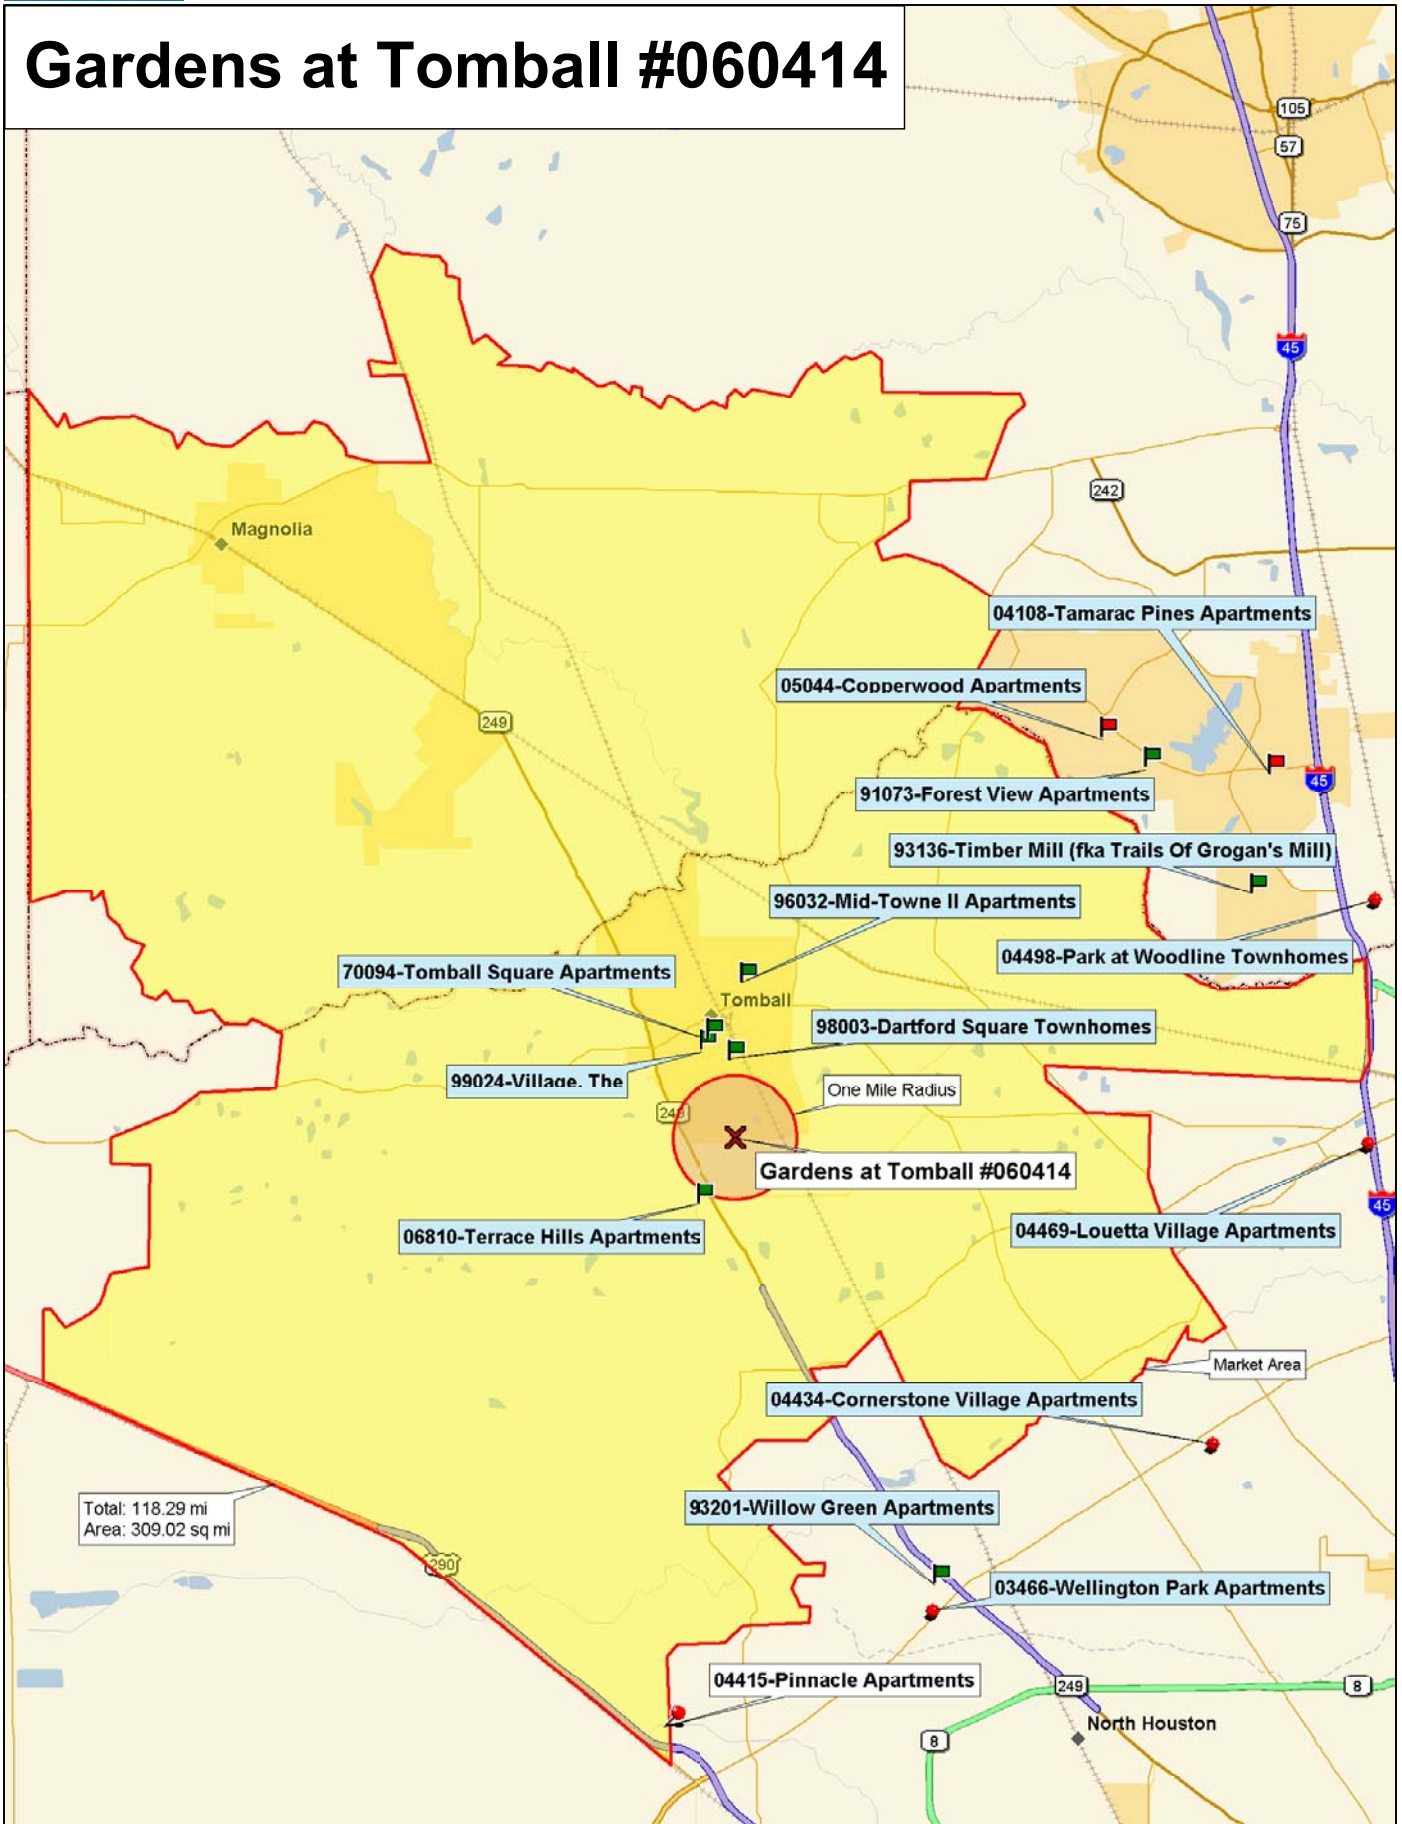 Gardens at Tomball #060414
105
57
75
45
242
Magnolia
04108-Tamarac Pines Apartments
05044-Copperwood Apartments
249
45
91073-Forest View Apartments
93136-Timber Mill (fka Trails Of Grogan's Mill)
96032-Mid-Towne II Apartments
04498-Park at Woodline Townhomes
70094-Tomball Square Apartments
Tomball
98003-Dartford Square Townhomes
99024-Village, The
One Mile Radius
249
Gardens at Tomball #060414
45
06810-Terrace Hills Apartments
04469-Louetta Village Apartments
Market Area
04434-Cornerstone Village Apartments
Total: 118.29 mi
Area: 309.02 sq mi
93201-Willow Green Apartments
290
03466-Wellington Park Apartments
04415-Pinnacle Apartments
249
8
North Houston
8